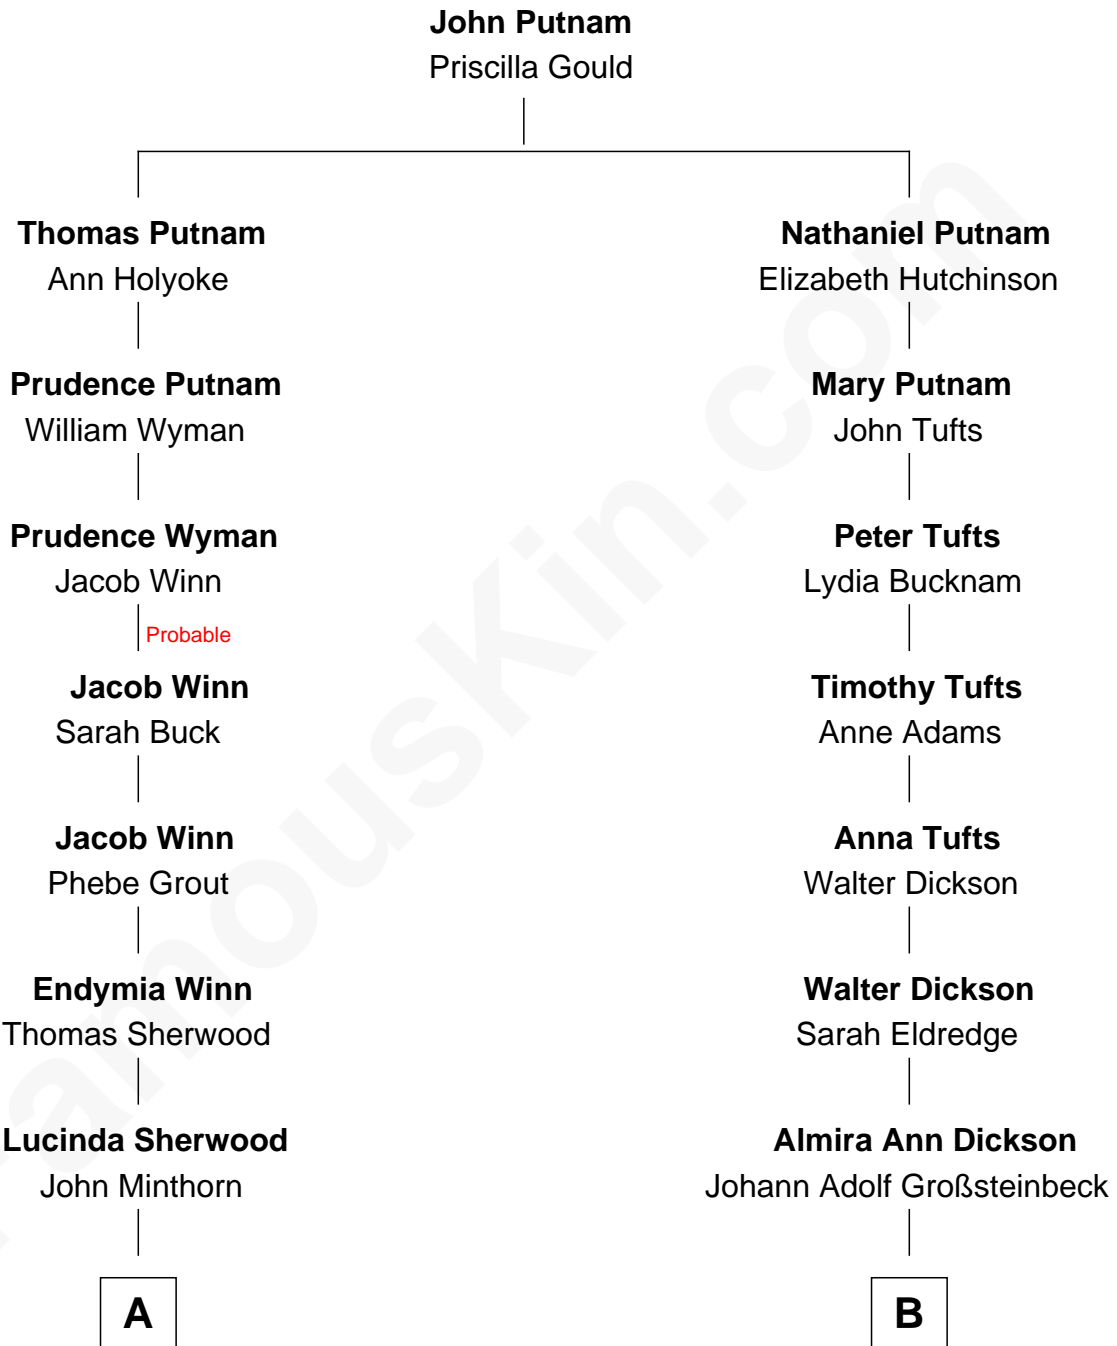 John Putnam
Priscilla Gould
Thomas Putnam
Ann Holyoke
Nathaniel Putnam
Elizabeth Hutchinson
Prudence Putnam
William Wyman
Mary Putnam
John Tufts
Prudence Wyman
Jacob Winn
Peter Tufts
Lydia Bucknam
Probable
Jacob Winn
Sarah Buck
Timothy Tufts
Anne Adams
Jacob Winn
Phebe Grout
Anna Tufts
Walter Dickson
Endymia Winn
Thomas Sherwood
Walter Dickson
Sarah Eldredge
Lucinda Sherwood
John Minthorn
Almira Ann Dickson
Johann Adolf Großsteinbeck
A
B
FamousKin.com